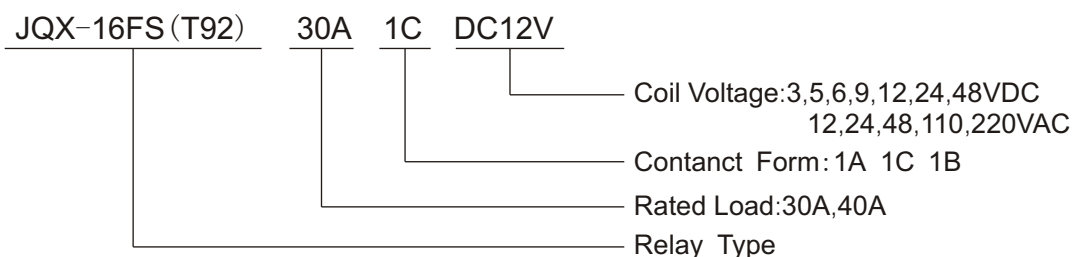 JQX-16FS(T92) 30A 1C DC12V
Coil Voltage:3,5,6,9,12,24,48VDC
12,24,48,110,220VAC
Contanct Form:1A 1C 1B
Rated Load:30A,40A
Relay Type